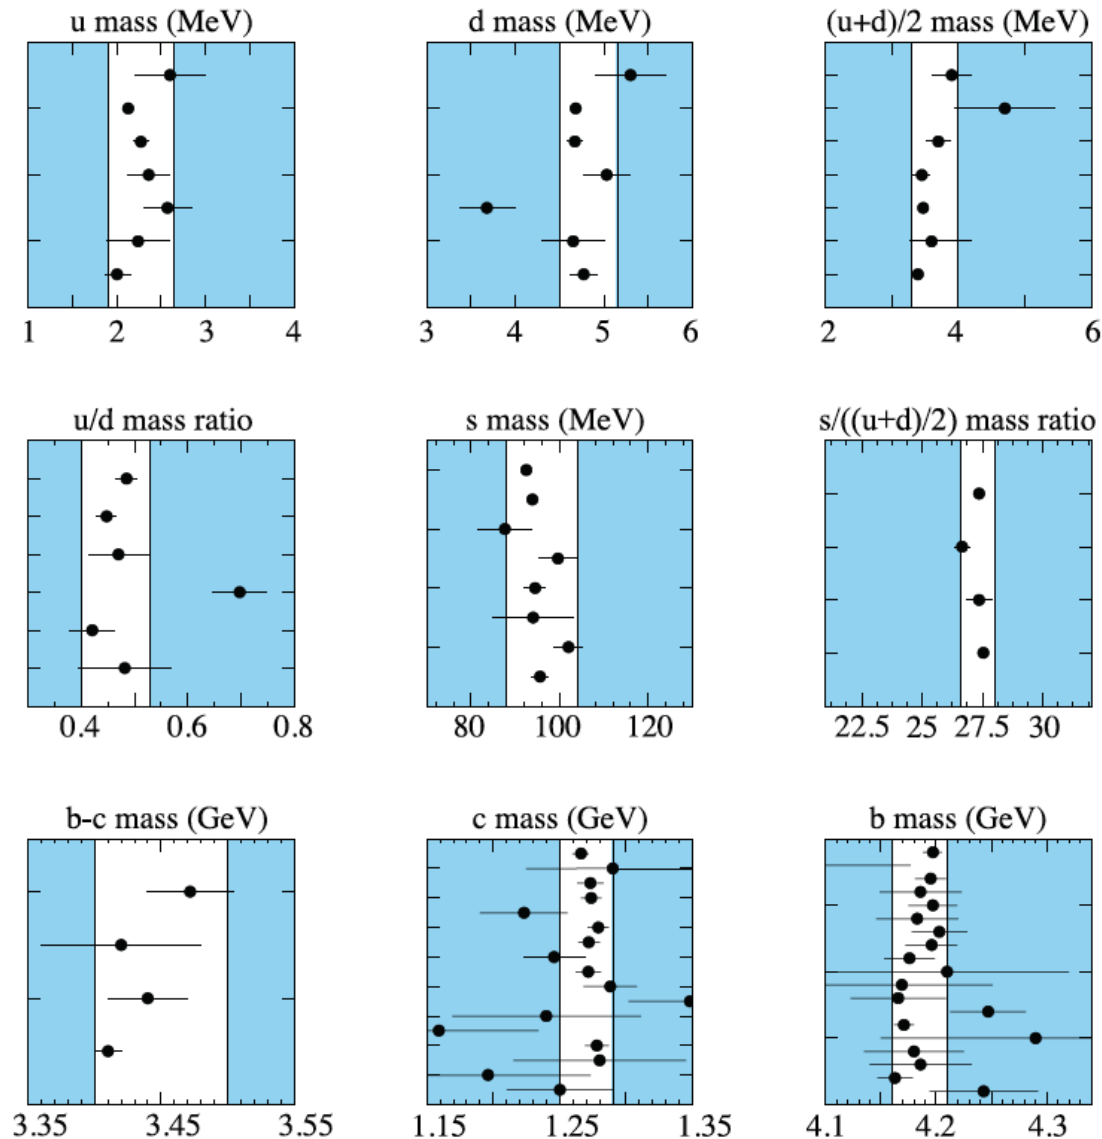 u mass (MeV) d mass (MeV) (u+d)/2 mass (MeV)
1 2 3 4 3 4 5 6 2 4 6
u/d mass ratio s mass (MeV) s/((u+d)/2) mass ratio
0.4 0.6 0.8 80 100 120 22.5 25 27.5 30
b-c mass (GeV) c mass (GeV) b mass (GeV)
3.35 3.45 3.55 1.15 1.25 1.35 4.1 4.2 4.3